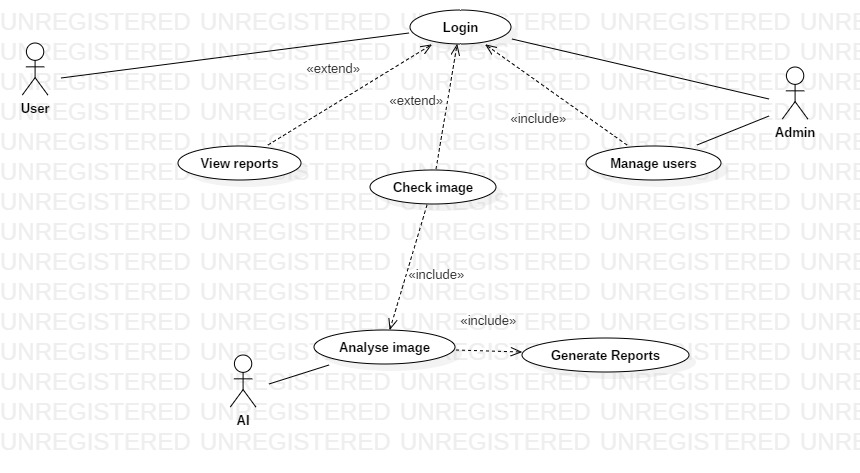 Login
User
«extend»
«extend»
«include»
Admin
View reports
Manage users
Check image
«include»
«include»
Analyse image
Generate Reports
AI
UNREGISTERED UNREGISTERED UNREGISTERED UNREGISTERED UNRE